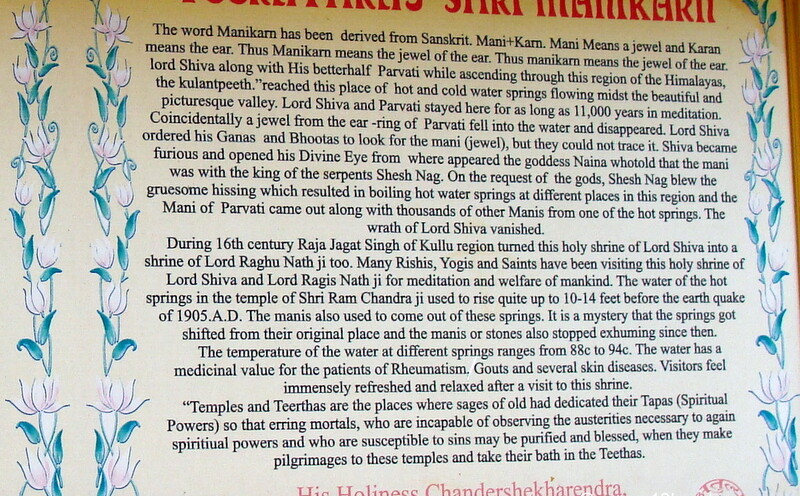 SHRI MANIKARN
The word Manikarn has been derived from Sanskrit. Mani+Karn. Mani Means a jewel and Karan
means the ear. Thus Manikarn means the jewel of the ear. Thus manikarn means the jewel of the ear.
lord Shiva along with His betterhalf Parvati while ascending through this region of the Himalayas,
the kulantpeeth.”reached this place of hot and cold water springs flowing midst the beautiful and
picturesque valley. Lord Shiva and Parvati stayed here for as long as 11,000 years in meditation.
Coincidentally a jewel from the ear -ring of Parvati fell into the water and disappeared. Lord Shiva
ordered his Ganas and Bhootas to look for the mani (jewel), but they could not trace it. Shiva became
furious and opened his Divine Eye from where appeared the goddess Naina whotold that the mani
was with the king of the serpents Shesh Nag. On the request of the gods, Shesh Nag blew the
gruesome hissing which resulted in boiling hot water springs at different places in this region and the
Mani of Parvati came out along with thousands of other Manis from one of the hot springs. The
wrath of Lord Shiva vanished.
During 16th century Raja Jagat Singh of Kullu region turned this holy shrine of Lord Shiva into a
shrine of Lord Raghu Nath ji too. Many Rishis, Yogis and Saints have been visiting this holy shrine of
Lord Shiva and Lord Ragis Nath ji for meditation and welfare of mankind. The water of the hot
springs in the temple of Shri Ram Chandra ji used to rise quite up to 10-14 feet before the earth quake
of 1905.A.D. The manis also used to come out of these springs. It is a mystery that the springs got
shifted from their original place and the manis or stones also stopped exhuming since then.
The temperature of the water at different springs ranges from 88c to 94c. The water has a
medicinal value for the patients of Rheumatism, Gouts and several skin diseases. Visitors feel
immensely refreshed and relaxed after a visit to this shrine.
“Temples and Teerthas are the places where sages of old had dedicated their Tapas (Spiritual
Powers) so that erring mortals, who are incapable of observing the austerities necessary to again
spiritiual powers and who are susceptible to sins may be purified and blessed, when they make
pilgrimages to these temples and take their bath in the Teethas.
His Holiness Chandershekharendra,